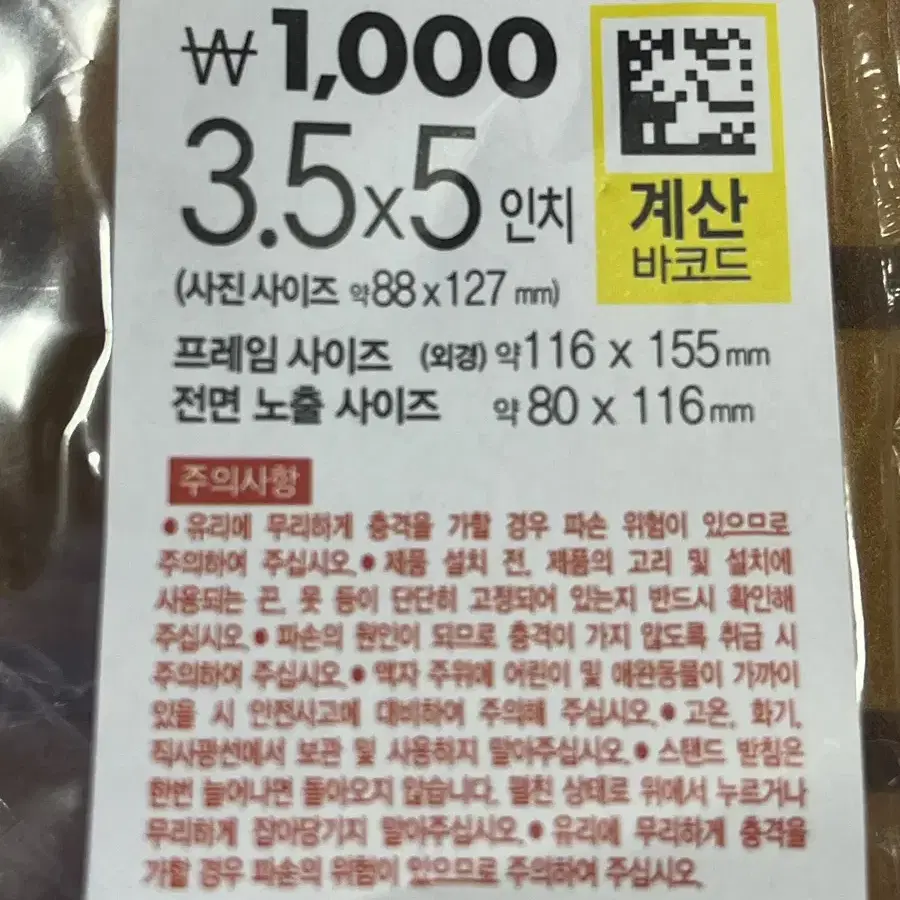 ₩1,000
3.5x5 인치
(사진 사이즈 약88x127 mm)
계산
바코드
프레임 사이즈 (외경) 약116 x 155mm
전면 노출 사이즈 약 80 x 116mm
주의사항
• 유리에 무리하게 충격을 가할 경우 파손 위험이 있으므로
주의하여 주십시오.• 제품 설치 전, 제품의 고리 및 설치에
사용되는 끈, 못 등이 단단히 고정되어 있는지 반드시 확인해
주십시오.• 파손의 원인이 되므로 충격이 가지 않도록 취급 시
주의하여 주십시오.• 액자 주위에 어린이 및 애완동물이 가까이
있을 시 안전사고에 대비하여 주의해 주십시오.• 고온, 화기,
직사광선에서 보관 및 사용하지 말아주십시오.• 스탠드 받침은
한번 늘어나면 돌아오지 않습니다. 펼친 상태로 위에서 누르거나
무리하게 잡아당기지 말아주십시오.• 유리에 무리하게 충격을
가할 경우 파손의 위험이 있으므로 주의하여 주십시오.